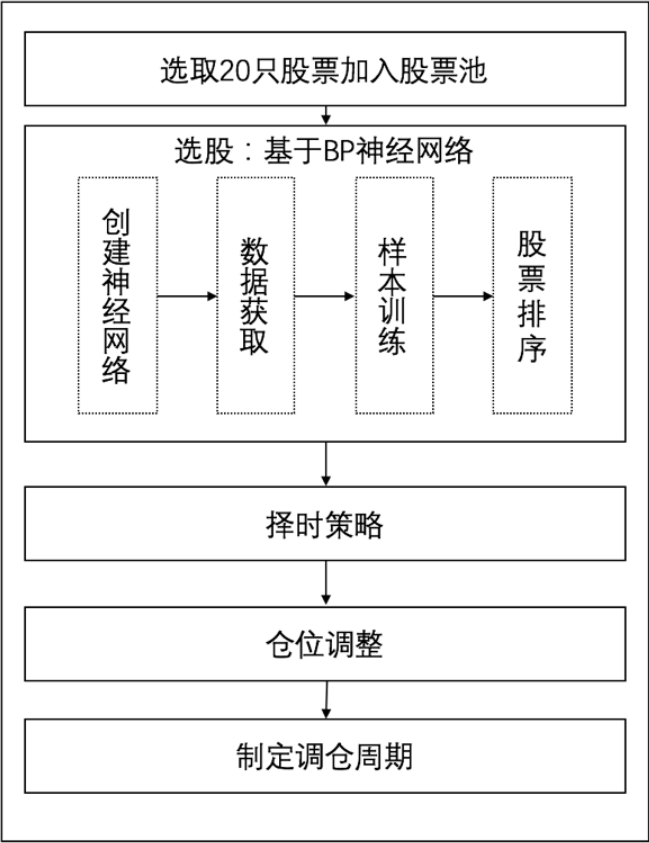 选取20只股票加入股票池
选股：基于BP神经网络
创建神经网络
数据获取
样本训练
股票排序
择时策略
仓位调整
制定调仓周期